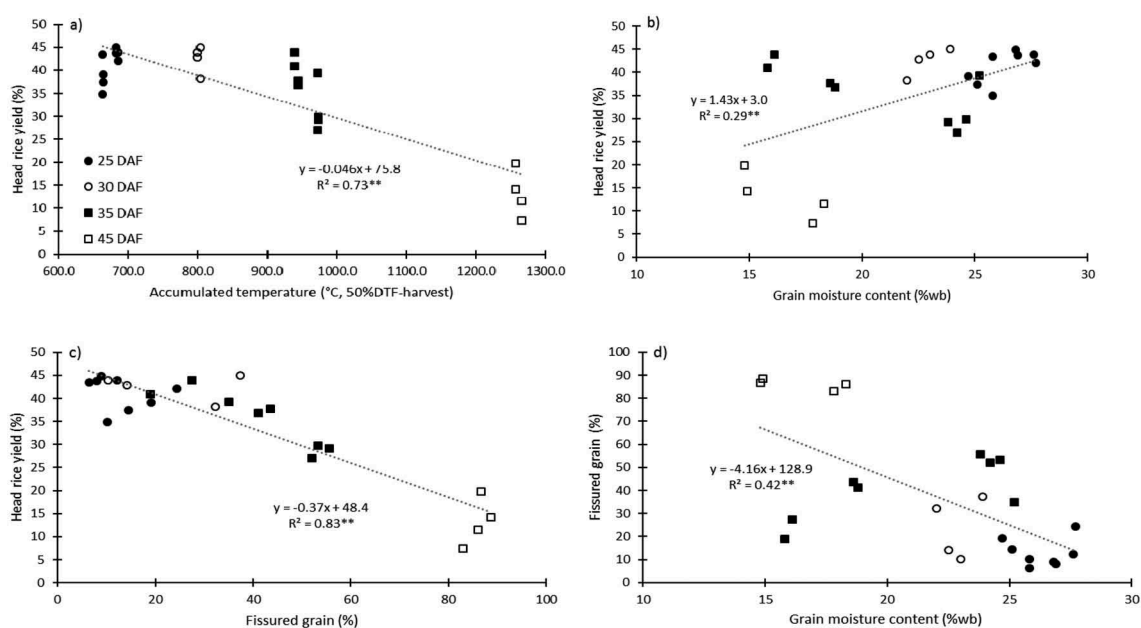 a)
50
45
40
35
30
25
20
15
10
5
0
Head rice yield (%)
y = -0.046x + 75.8
R² = 0.73**
25 DAF
30 DAF
35 DAF
45 DAF
600.0 700.0 800.0 900.0 1000.0 1100.0 1200.0 1300.0
Accumulated temperature (°C, 50%DTF-harvest)
b)
50
45
40
35
30
25
20
15
10
5
0
Head rice yield (%)
y = 1.43x + 3.0
R² = 0.29**
10 15 20 25 30
Grain moisture content (%wb)
c)
50
45
40
35
30
25
20
15
10
5
0
Head rice yield (%)
y = -0.37x + 48.4
R² = 0.83**
0 20 40 60 80 100
Fissured grain (%)
d)
100
90
80
70
60
50
40
30
20
10
0
Fissured grain (%)
y = -4.16x + 128.9
R² = 0.42**
10 15 20 25 30
Grain moisture content (%wb)